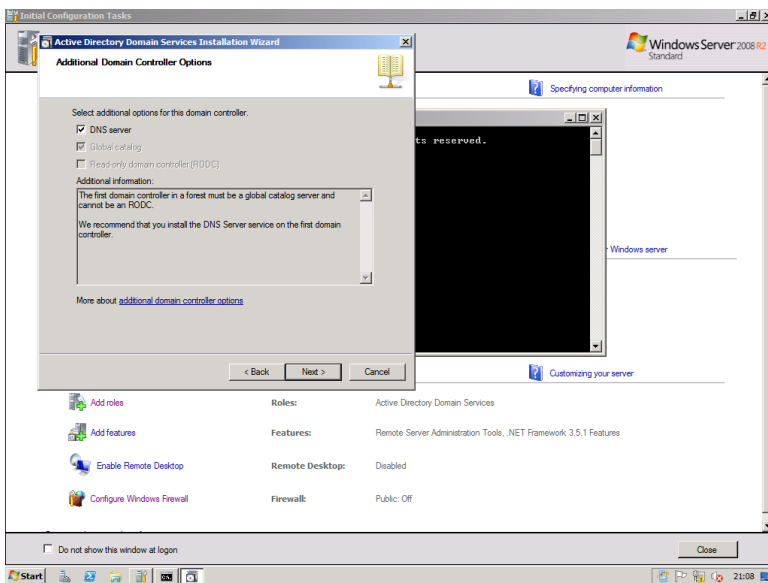 Initial Configuration Tasks
Windows Server 2008 R2
Standard
Active Directory Domain Services Installation Wizard
Additional Domain Controller Options
Select additional options for this domain controller.
DNS server
Global catalog
Read-only domain controller (RODC)
Additional information:
The first domain controller in a forest must be a global catalog server and
cannot be an RODC.
We recommend that you install the DNS Server service on the first domain
controller.
More about additional domain controller options
< Back Next > Cancel
Specifying computer information
ts reserved.
Windows server
Customizing your server
Add roles Roles: Active Directory Domain Services
Add features Features: Remote Server Administration Tools, .NET Framework 3.5.1 Features
Enable Remote Desktop Remote Desktop: Disabled
Configure Windows Firewall Firewall: Public: Off
Do not show this window at logon Close
Start 21:08